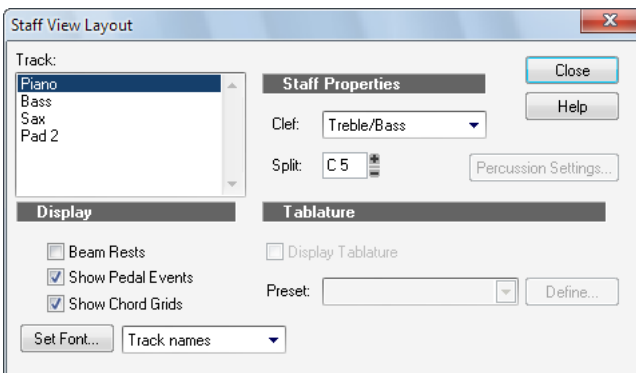 Staff View Layout
Track:
Piano
Bass
Sax
Pad 2
Staff Properties
Clef: Treble/Bass
Split: C 5
Close
Help
Percussion Settings...
Display
Beam Rests
Show Pedal Events
Show Chord Grids
Set Font... Track names
Tablature
Display Tablature
Preset: Define...